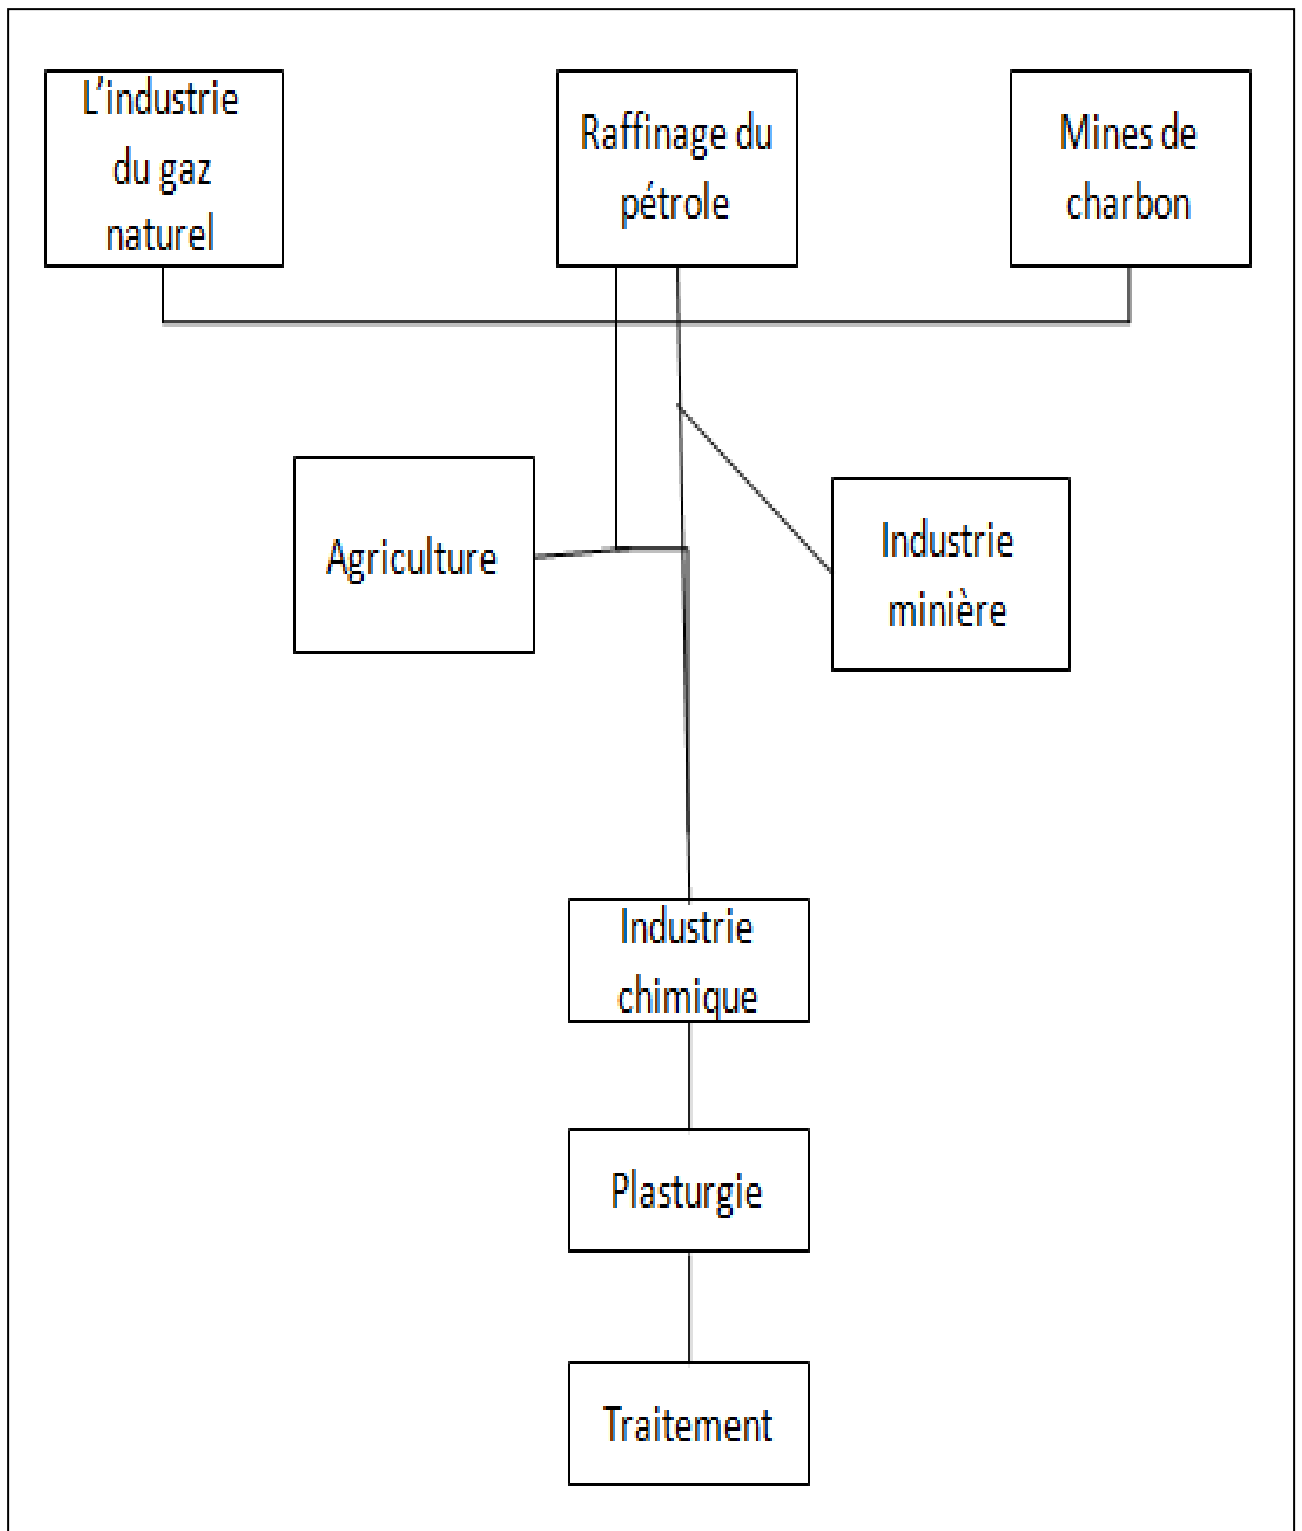 L'industrie
du gaz
naturel
Raffinage du
pétrole
Mines de
charbon
Agriculture
Industrie
minière
Industrie
chimique
Plasturgie
Traitement